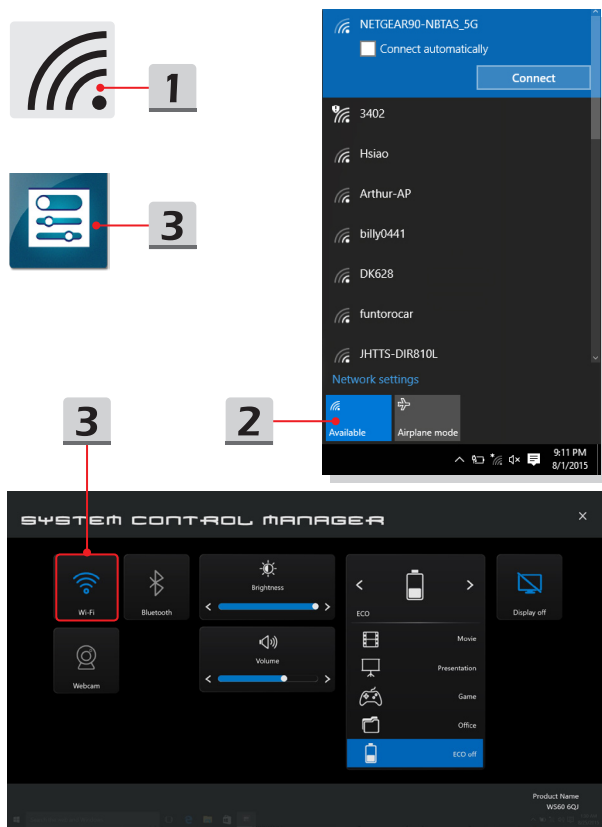 1
3
NETGEAR90-NBTAS_5G
Connect automatically
Connect
3402
Hsiao
Arthur-AP
billy0441
DK628
funtorocar
JHTTS-DIR810L
Network settings
Available
Airplane mode
9:11 PM
8/1/2015
2
3
SYSTEM CONTROL MANAGER
Wi-Fi
Bluetooth
Brightness
ECO
Display off
Webcam
Volume
Movie
Presentation
Game
Office
ECO off
Product Name
WS60 6QJ